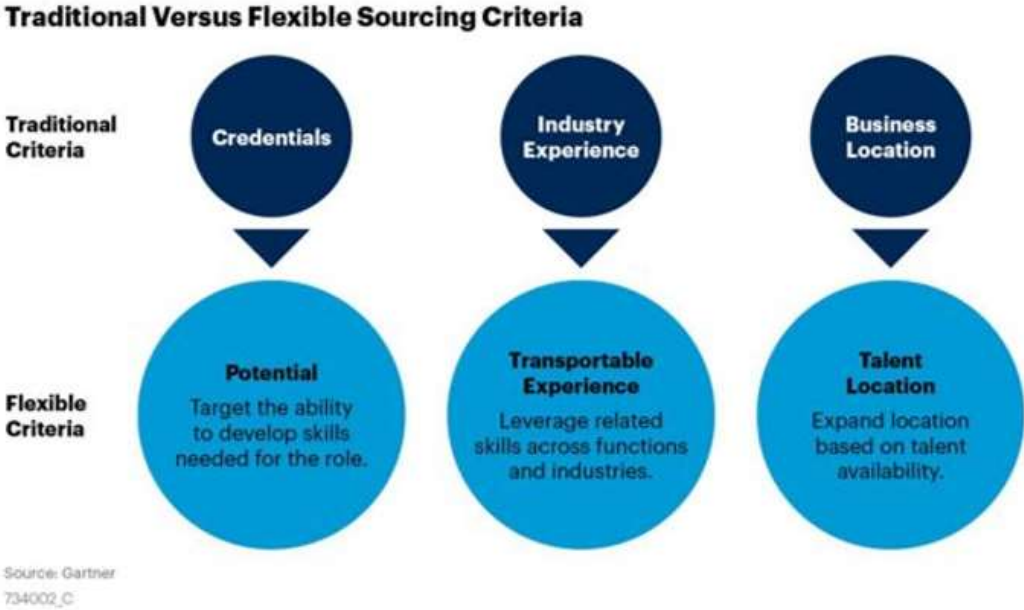 Traditional Versus Flexible Sourcing Criteria
Traditional
Criteria
Credentials
Industry
Experience
Business
Location
Flexible
Criteria
Potential
Target the ability
to develop skills
needed for the role.
Transportable
Experience
Leverage related
skills across functions
and industries.
Talent
Location
Expand location
based on talent
availability.
Source: Gartner
734002_C